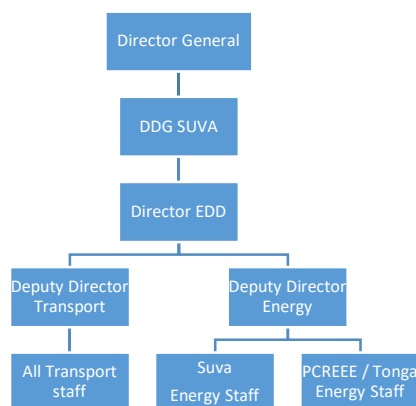 Director General
DDG SUVA
Director EDD
Deputy Director
Transport
Deputy Director
Energy
All Transport
staff
Suva
Energy Staff
PCREEE / Tonga
Energy Staff